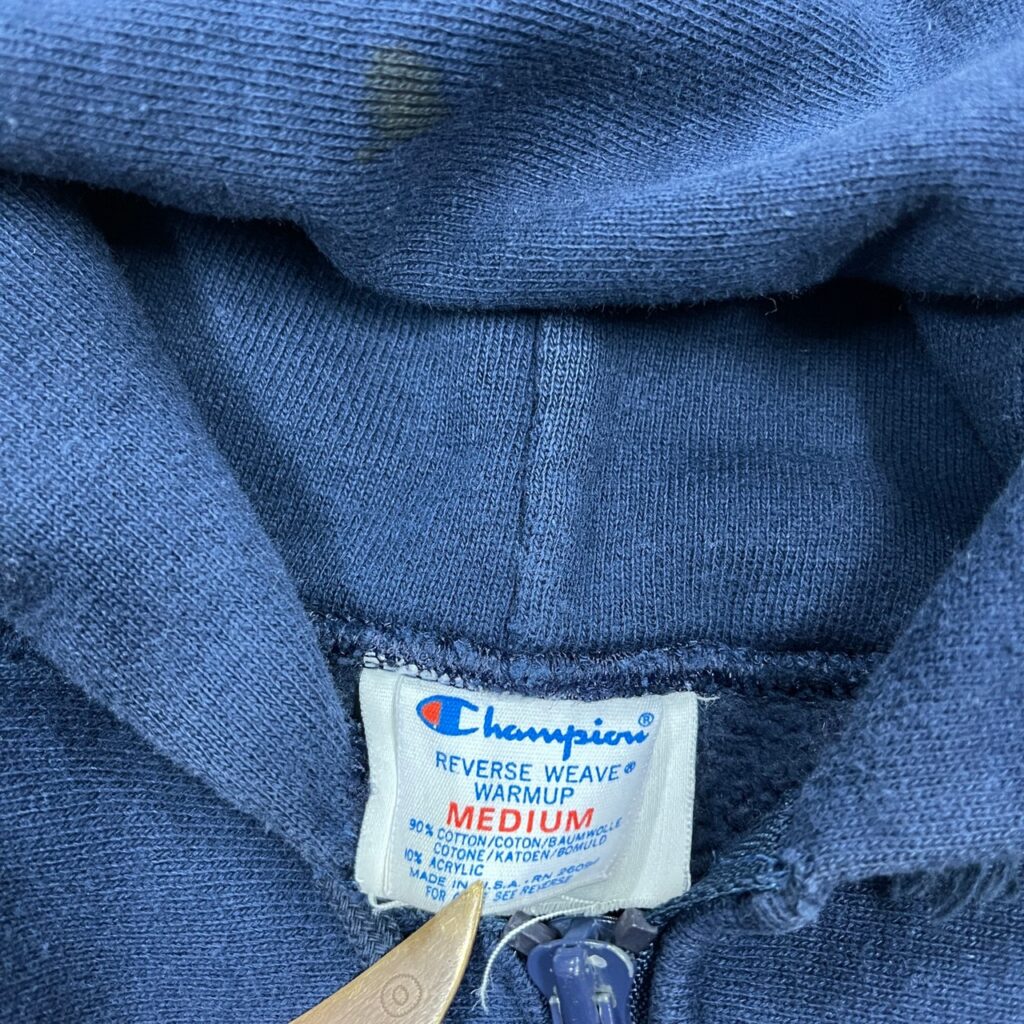 Champion®
REVERSE WEAVE®
WARMUP
MEDIUM
90% COTTON/COTON/BAUMWOLLE
COTONE/KATOEN/BOMULD
10% ACRYLIC
MADE IN U.S.A. RN
FOR SEE REVERSE